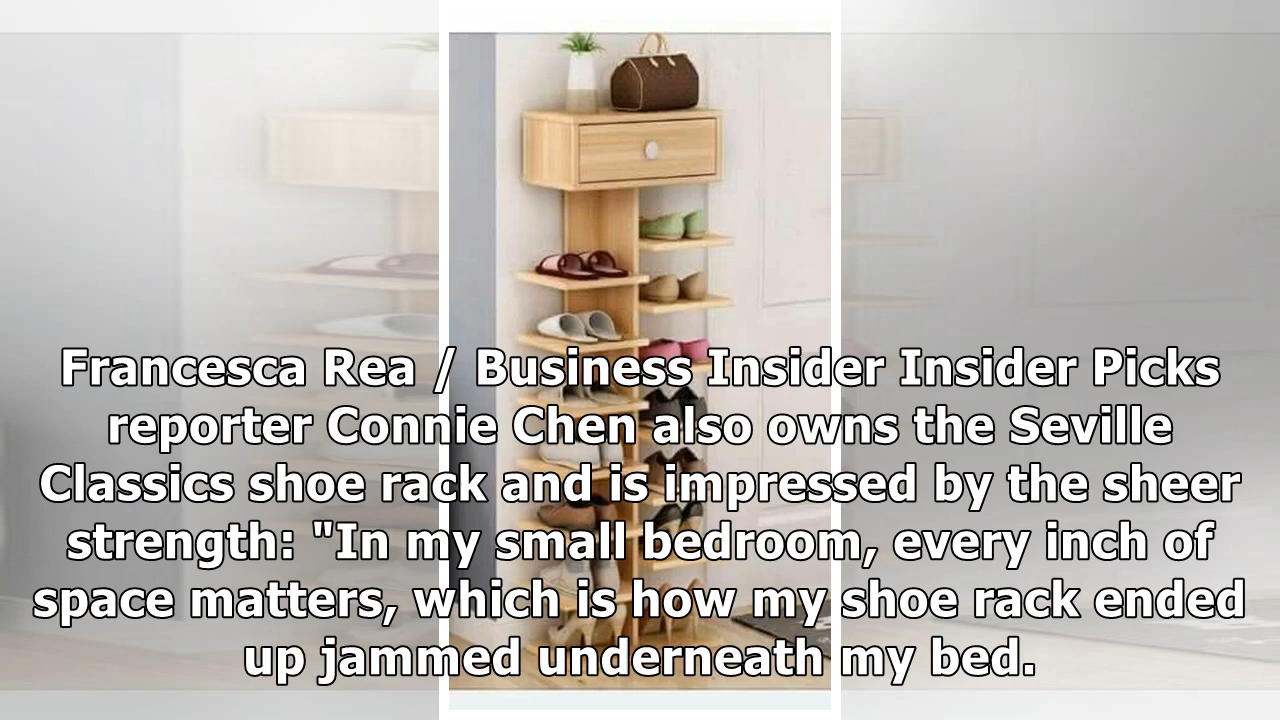 Francesca Rea / Business Insider Insider Picks
reporter Connie Chen also owns the Seville
Classics shoe rack and is impressed by the sheer
strength: "In my small bedroom, every inch of
space matters, which is how my shoe rack ended
up jammed underneath my bed.